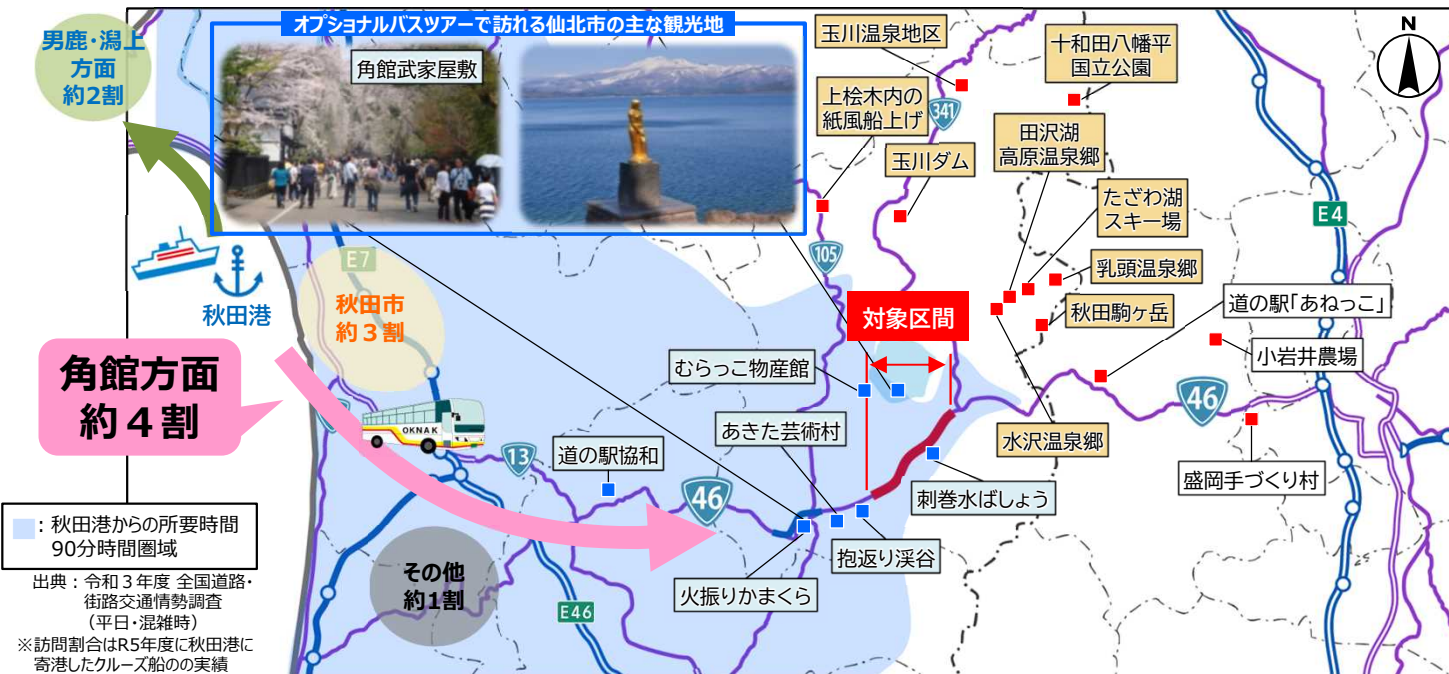 オプショナルバスツアーで訪れる仙北市の主な観光地
角館武家屋敷
男鹿・潟上
方面
約2割
秋田港
E7
秋田市
約３割
角館方面
約４割
OKNAK
13
道の駅協和
46
その他
約1割
E46
火振りかまくら
抱返り渓谷
あきた芸術村
むらっこ物産館
対象区間
刺巻水ばしょう
105
341
玉川温泉地区
上桧木内の
紙風船上げ
玉川ダム
十和田八幡平
国立公園
田沢湖
高原温泉郷
たざわ湖
スキー場
乳頭温泉郷
秋田駒ヶ岳
水沢温泉郷
道の駅「あねっこ」
小岩井農場
46
盛岡手づくり村
E4
N
：秋田港からの所要時間
90分時間圏域
出典：令和３年度 全国道路・
街路交通情勢調査
（平日・混雑時）
※訪問割合はR5年度に秋田港に
寄港したクルーズ船のの実績